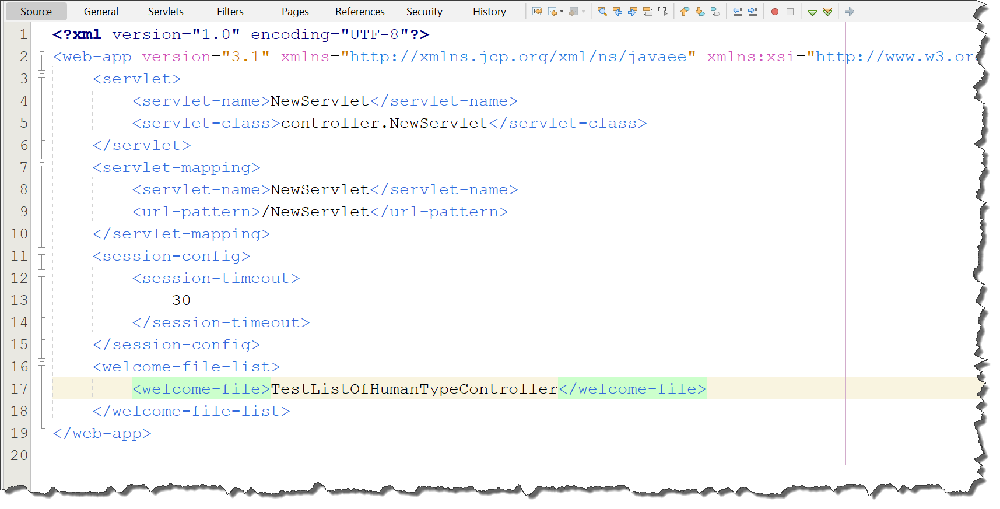 Source General Servlets Filters Pages References Security History
1 <?xml version="1.0" encoding="UTF-8"?>
2 <web-app version="3.1" xmlns="http://xmlns.jcp.org/xml/ns/javaee" xmlns:xsi="http://www.w3.org
3 <servlet>
4 <servlet-name>NewServlet</servlet-name>
5 <servlet-class>controller.NewServlet</servlet-class>
6 </servlet>
7 <servlet-mapping>
8 <servlet-name>NewServlet</servlet-name>
9 <url-pattern>/NewServlet</url-pattern>
10 </servlet-mapping>
11 <session-config>
12 <session-timeout>
13 30
14 </session-timeout>
15 </session-config>
16 <welcome-file-list>
17 <welcome-file>TestListOfHumanTypeController</welcome-file>
18 </welcome-file-list>
19 </web-app>
20